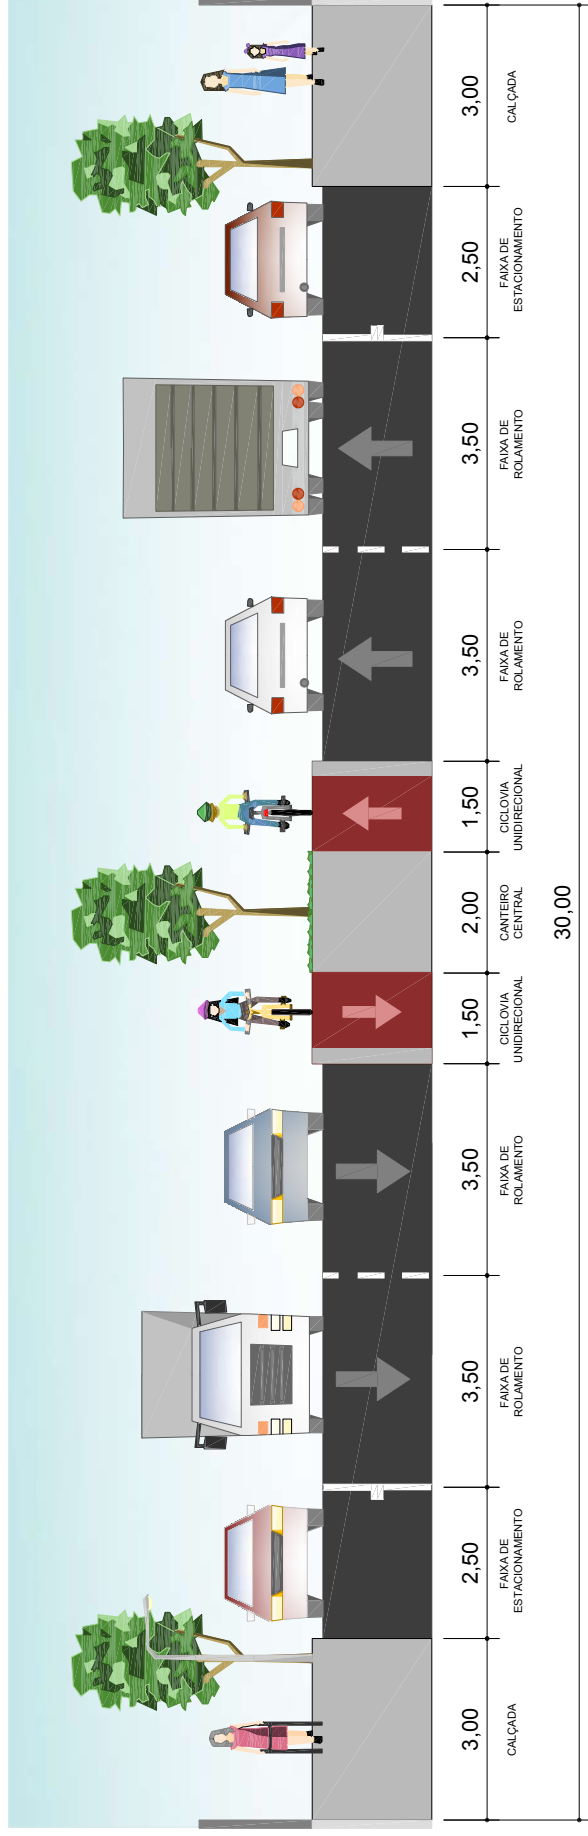 3,00
CALÇADA
2,50
FAIXA DE
ESTACIONAMENTO
3,50
FAIXA DE
ROLAMENTO
3,50
FAIXA DE
ROLAMENTO
1,50
CICLOVIA
UNIDIRECIONAL
2,00
CANTEIRO
CENTRAL
1,50
CICLOVIA
UNIDIRECIONAL
3,50
FAIXA DE
ROLAMENTO
3,50
FAIXA DE
ROLAMENTO
2,50
FAIXA DE
ESTACIONAMENTO
3,00
CALÇADA
30,00